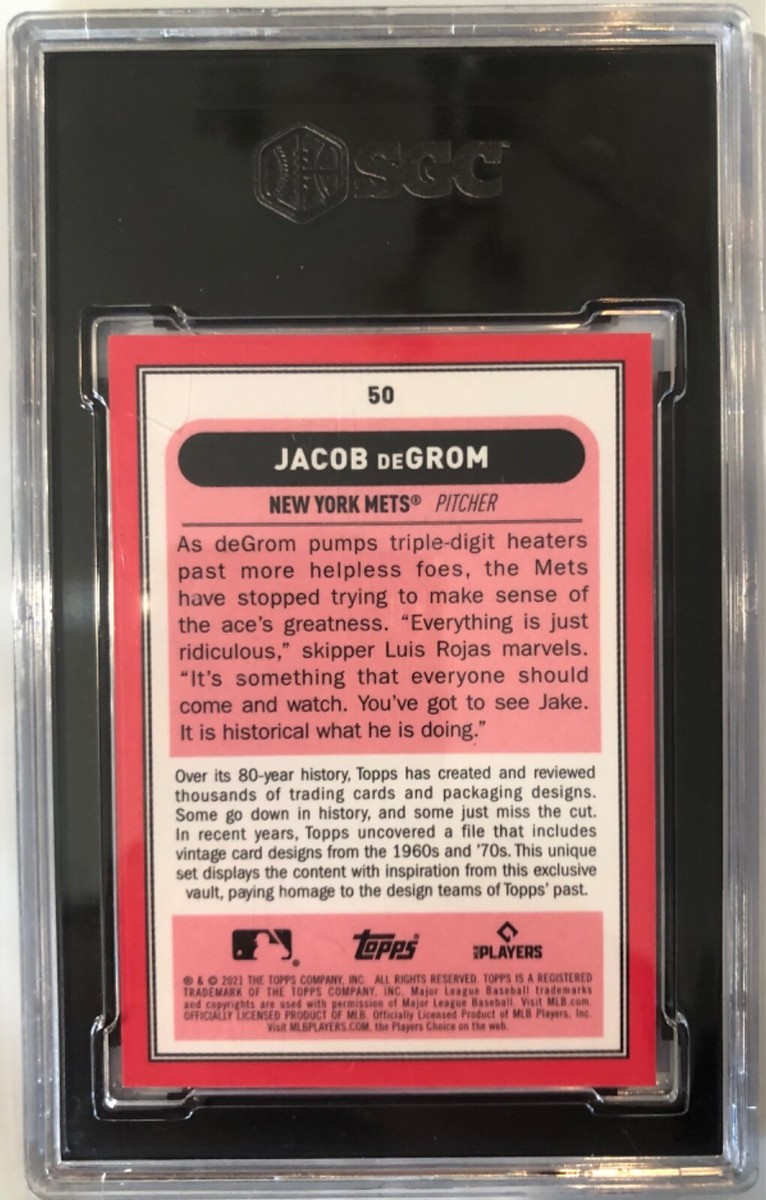 SGC
50
JACOB DEGROM
NEW YORK METS® PITCHER
As deGrom pumps triple-digit heaters
past more helpless foes, the Mets
have stopped trying to make sense of
the ace's greatness. “Everything is just
ridiculous,” skipper Luis Rojas marvels.
“It's something that everyone should
come and watch. You've got to see Jake.
It is historical what he is doing.”
Over its 80-year history, Topps has created and reviewed
thousands of trading cards and packaging designs.
Some go down in history, and some just miss the cut.
In recent years, Topps uncovered a file that includes
vintage card designs from the 1960s and '70s. This unique
set displays the content with inspiration from this exclusive
vault, paying homage to the design teams of Topps' past.
Topps PLAYERS
® & © 2021 THE TOPPS COMPANY, INC. ALL RIGHTS RESERVED. TOPPS IS A REGISTERED
TRADEMARK OF THE TOPPS COMPANY, INC. Major League Baseball trademarks
and copyrights are used with permission of Major League Baseball. Visit MLB.com.
OFFICIALLY LICENSED PRODUCT OF MLB Players, Inc.
Visit MLBPLAYERS.COM, the Players Choice on the web.